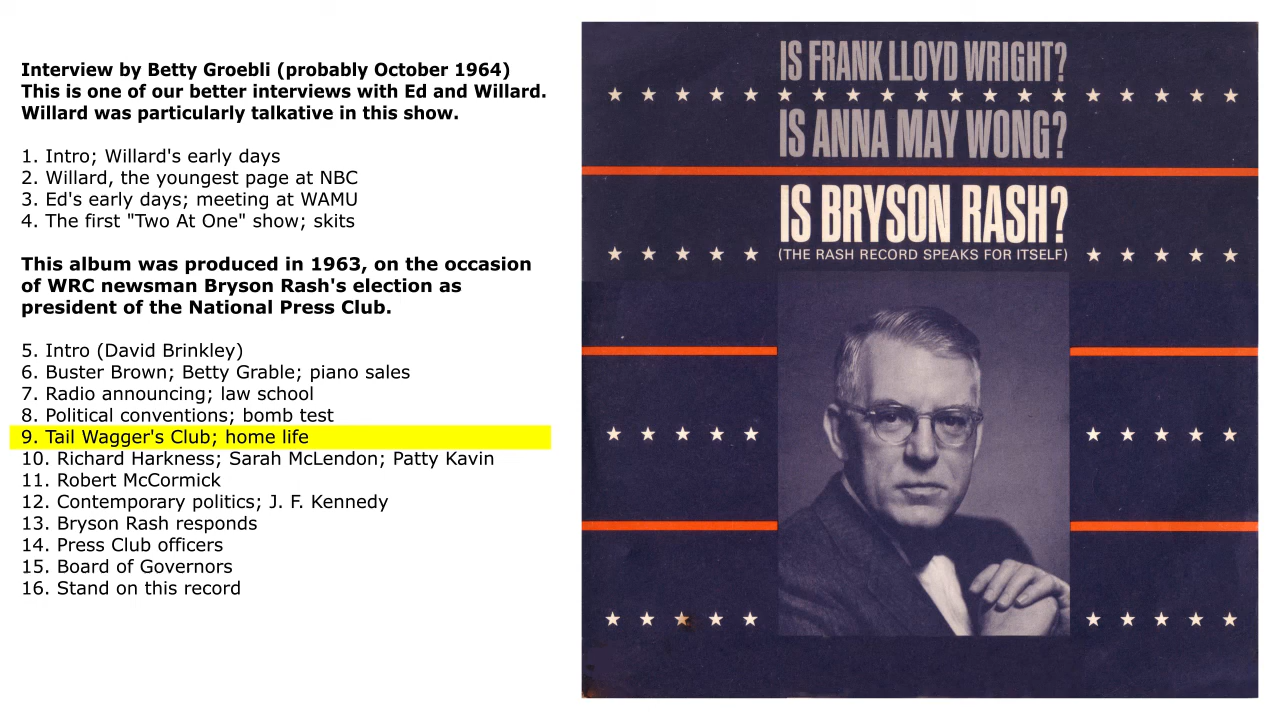 Interview by Betty Groebli (probably October 1964)
This is one of our better interviews with Ed and Willard.
Willard was particularly talkative in this show.
1. Intro; Willard's early days
2. Willard, the youngest page at NBC
3. Ed's early days; meeting at WAMU
4. The first "Two At One" show; skits
This album was produced in 1963, on the occasion
of WRC newsman Bryson Rash's election as
president of the National Press Club.
5. Intro (David Brinkley)
6. Buster Brown; Betty Grable; piano sales
7. Radio announcing; law school
8. Political conventions; bomb test
9. Tail Wagger's Club; home life
10. Richard Harkness; Sarah McLendon; Patty Kavin
11. Robert McCormick
12. Contemporary politics; J. F. Kennedy
13. Bryson Rash responds
14. Press Club officers
15. Board of Governors
16. Stand on this record
IS FRANK LLOYD WRIGHT?
IS ANNA MAY WONG?
IS BRYSON RASH?
(THE RASH RECORD SPEAKS FOR ITSELF)